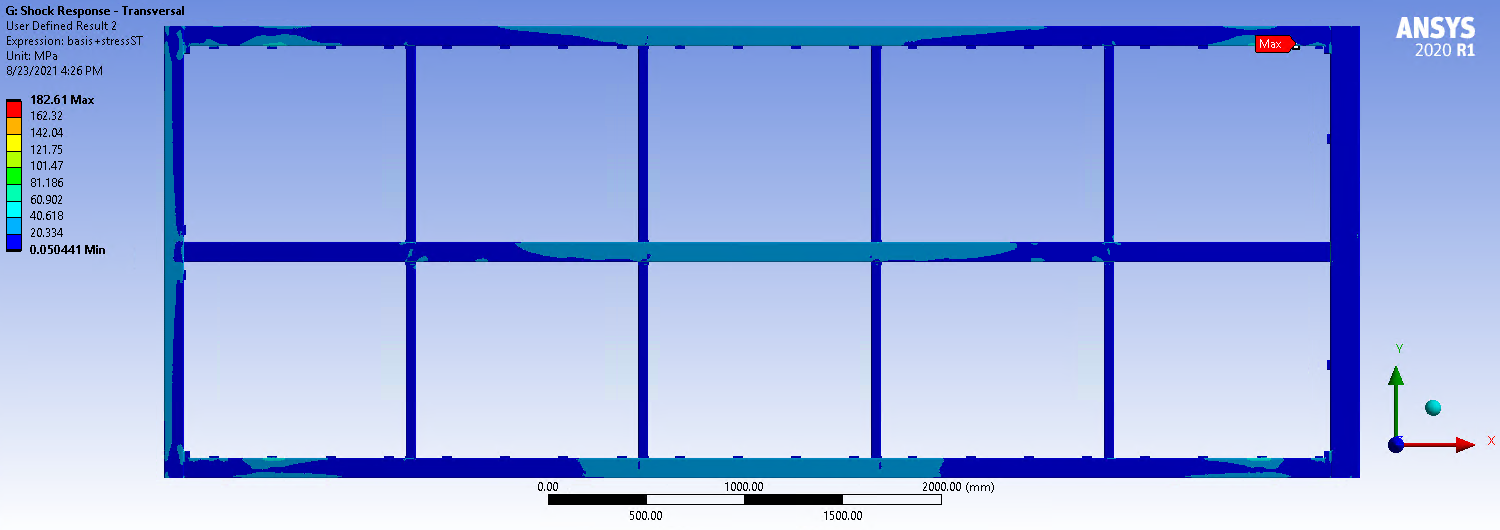 G: Shock Response - Transversal
User Defined Result 2
Expression: basis+stressST
Unit: MPa
8/23/2021 4:26 PM
182.61 Max
162.32
142.04
121.75
101.47
81.186
60.902
40.618
20.334
0.050441 Min
Max
ANSYS
2020 R1
Y
X
0.00 1000.00 2000.00 (mm)
500.00 1500.00